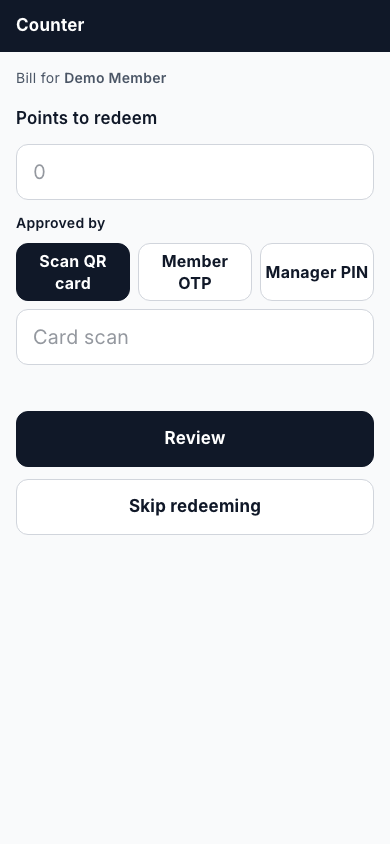 Counter
Bill for Demo Member
Points to redeem
0
Approved by
Scan QR
card
Member
OTP
Manager PIN
Card scan
Review
Skip redeeming